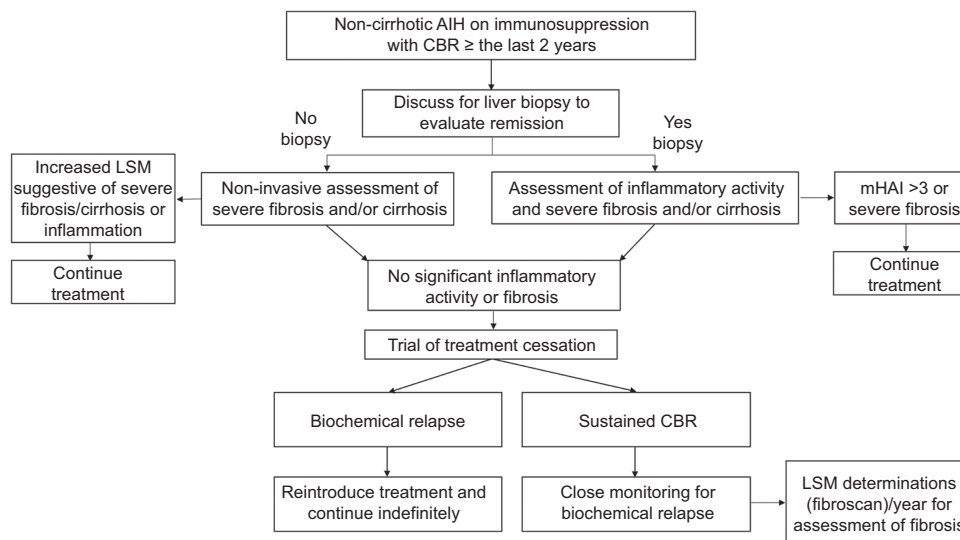 Non-cirrhotic AIH on immunosuppression
with CBR ≥ the last 2 years
Discuss for liver biopsy to
evaluate remission
No
biopsy
Yes
biopsy
Increased LSM
suggestive of severe
fibrosis/cirrhosis or
inflammation
Non-invasive assessment of
severe fibrosis and/or cirrhosis
Assessment of inflammatory activity
and severe fibrosis and/or cirrhosis
mHAI >3 or
severe fibrosis
Continue
treatment
No significant inflammatory
activity or fibrosis
Continue
treatment
Trial of treatment cessation
Biochemical relapse
Sustained CBR
Reintroduce treatment and
continue indefinitely
Close monitoring for
biochemical relapse
LSM determinations
(fibroscan)/year for
assessment of fibrosis